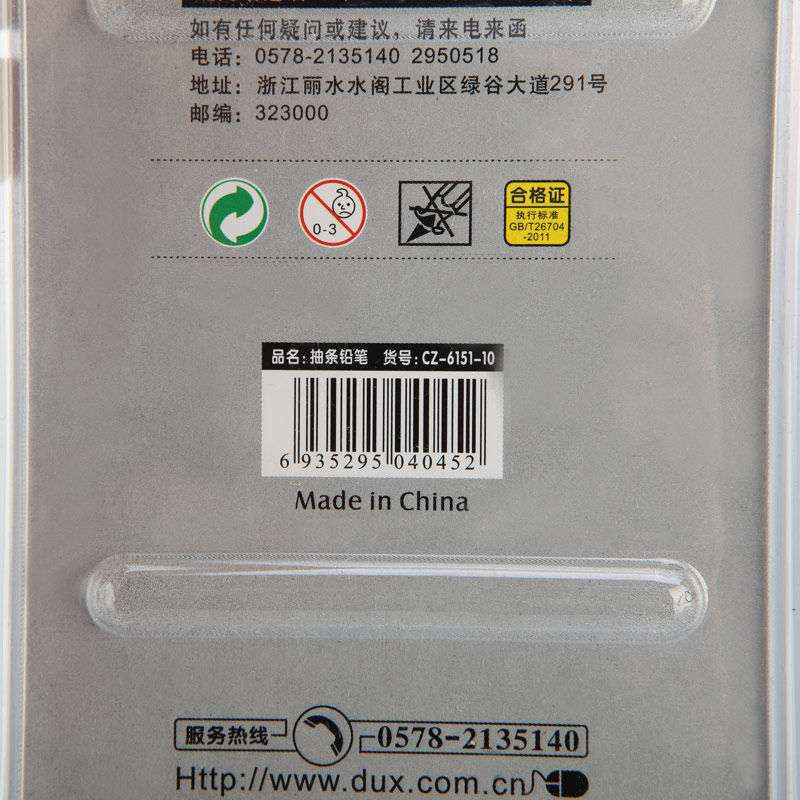 如有任何疑问或建议，请来电来函
电话：0578-2135140 2950518
地址：浙江丽水水阁工业区绿谷大道291号
邮编：323000
0-3
合格证
执行标准
GB/T26704
-2011
品名：抽条铅笔 货号：CZ-6151-10
6 935295 040452
Made in China
服务热线 0578-2135140
Http://www.dux.com.cn